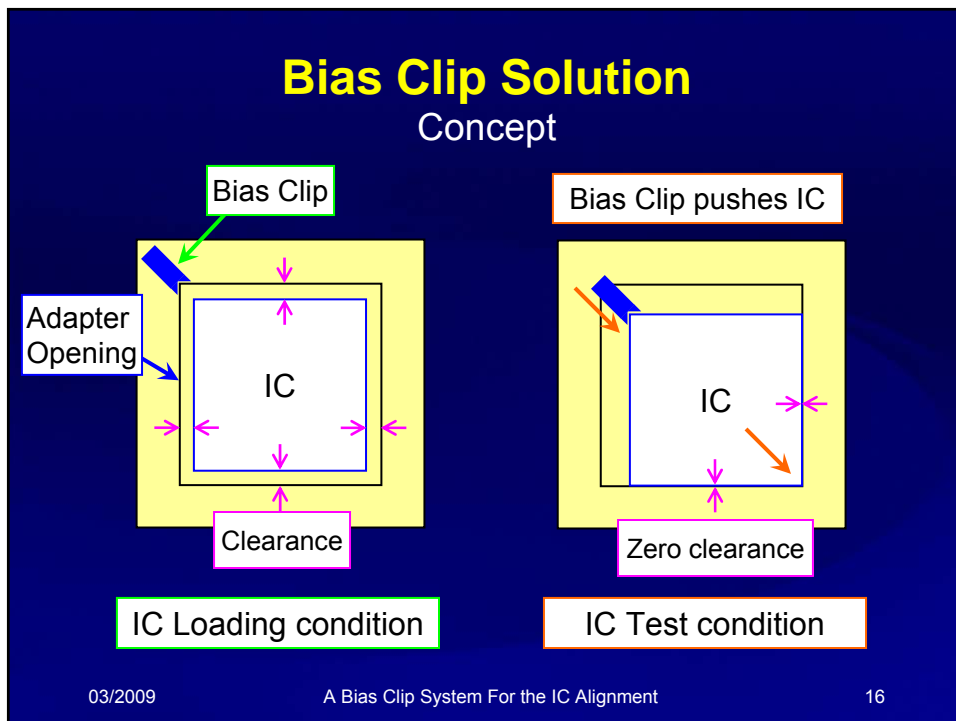 Bias Clip Solution
Concept
Bias Clip
Bias Clip pushes IC
Adapter
Opening
IC
IC
Clearance
Zero clearance
IC Loading condition
IC Test condition
03/2009
A Bias Clip System For the IC Alignment
16